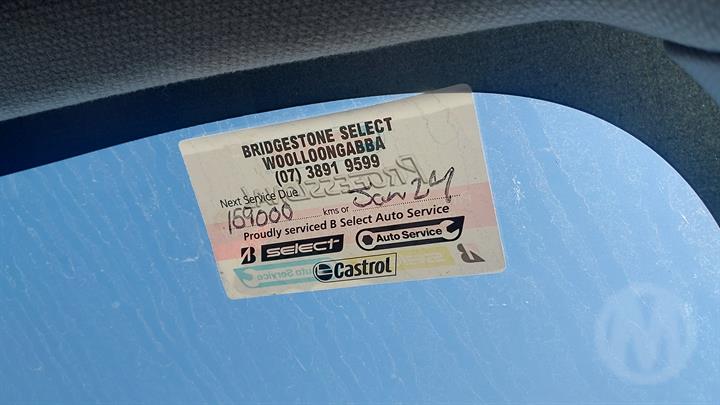 BRIDGESTONE SELECT
WOOLLOONGABBA
(07) 3891 9599
Next Service Due
169000 kms or Jan 24
Proudly serviced B Select Auto Service
B select Auto Service
Castrol
M